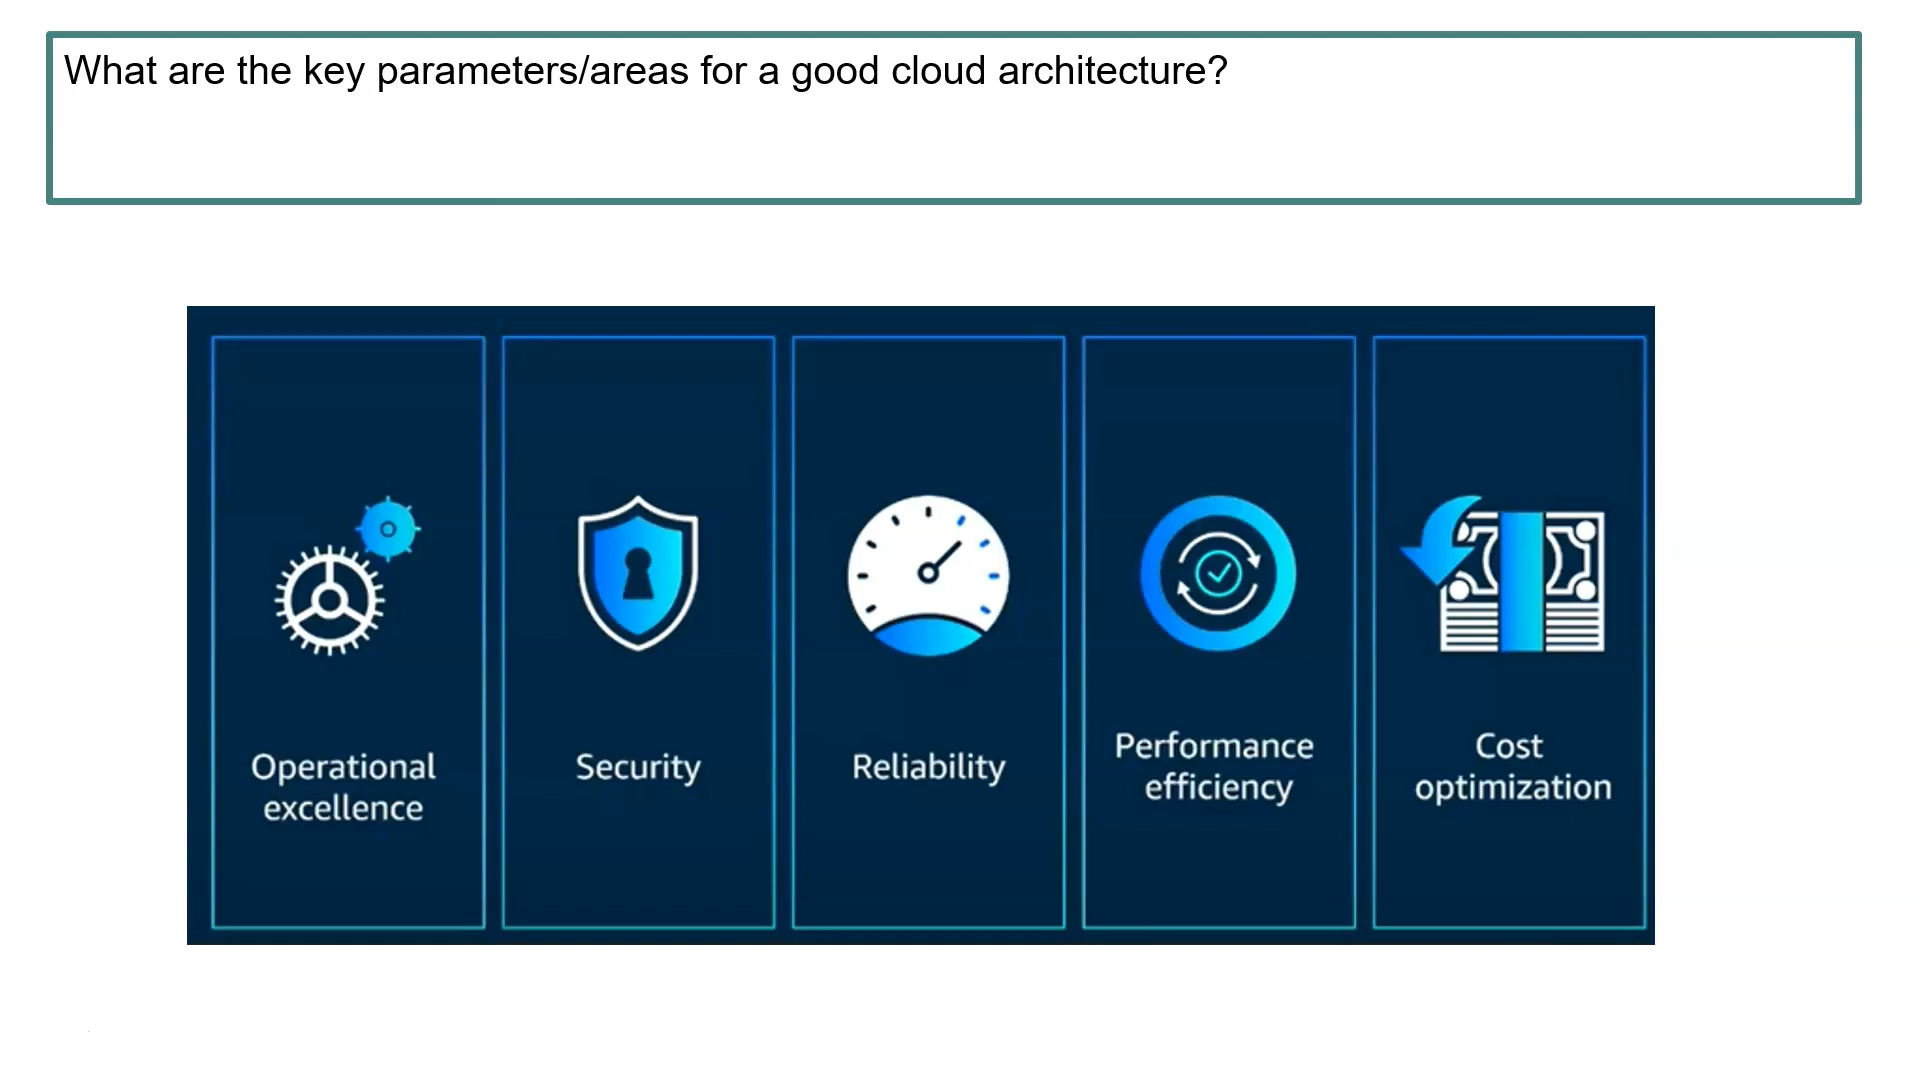 What are the key parameters/areas for a good cloud architecture?
Operational
excellence
Security
Reliability
Performance
efficiency
Cost
optimization